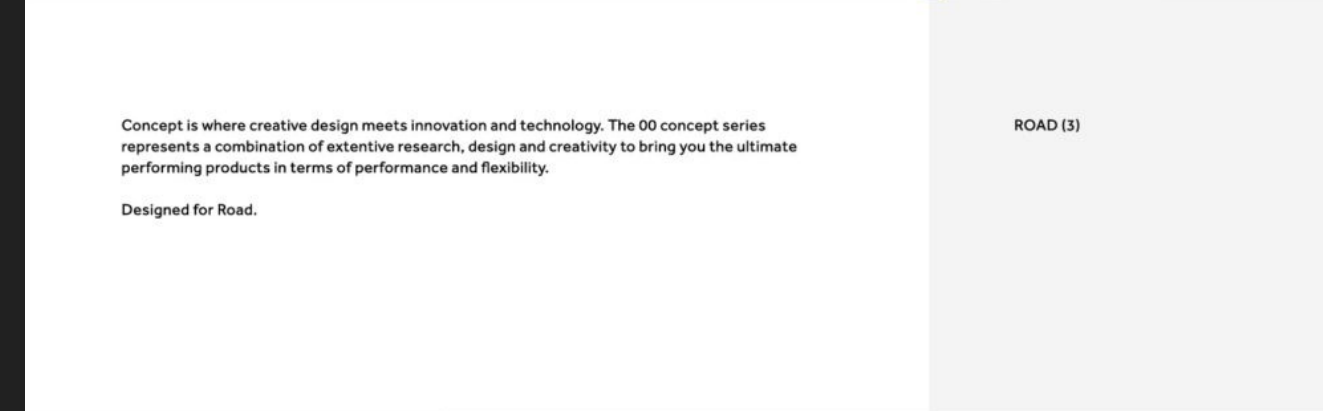 Concept is where creative design meets innovation and technology. The 00 concept series
represents a combination of extentive research, design and creativity to bring you the ultimate
performing products in terms of performance and flexibility.
Designed for Road.
ROAD (3)